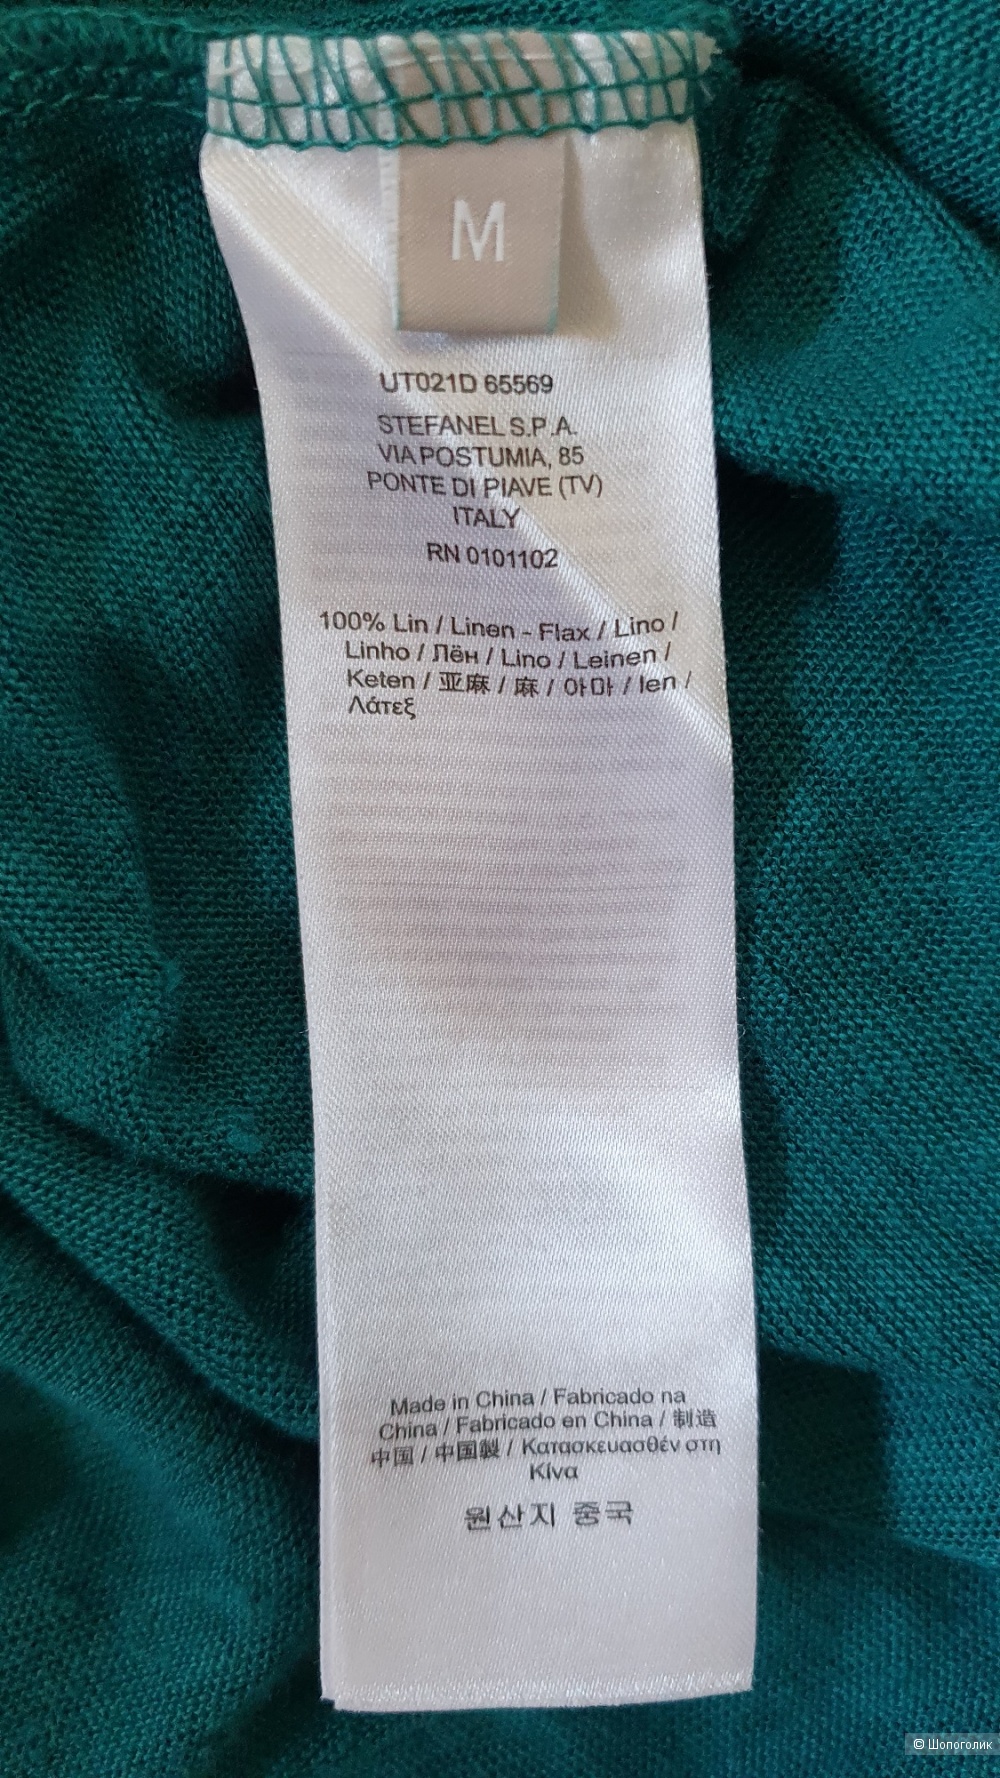 M
UT021D 65569
STEFANEL S.P.A.
VIA POSTUMIA, 85
PONTE DI PIAVE (TV)
ITALY
RN 0101102
100% Lin / Linen - Flax / Lino /
Linho / Лён / Lino / Leinen /
Keten / 亚麻 / 麻 / 아마 / len /
Λάτεξ
Made in China / Fabricado na
China / Fabricado en China / 制造
中国 / 中国製 / Κατασκευασθέν στη
Κίνα
원산지 중국
© Шопоголик